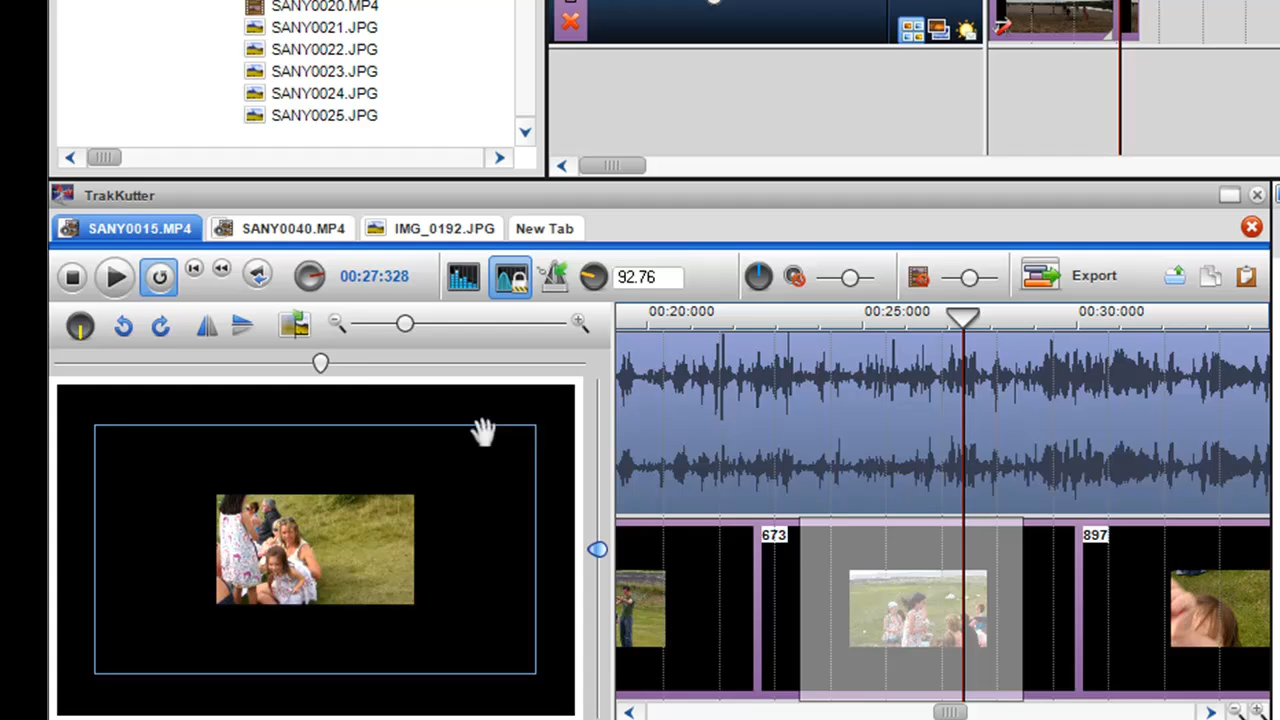 SANY0020.MP4
SANY0021.JPG
SANY0022.JPG
SANY0023.JPG
SANY0024.JPG
SANY0025.JPG
TrakKutter
SANY0015.MP4 SANY0040.MP4 IMG_0192.JPG New Tab
00:27:328 92.76 Export
00:20:000 00:25:000 00:30:000
673 897